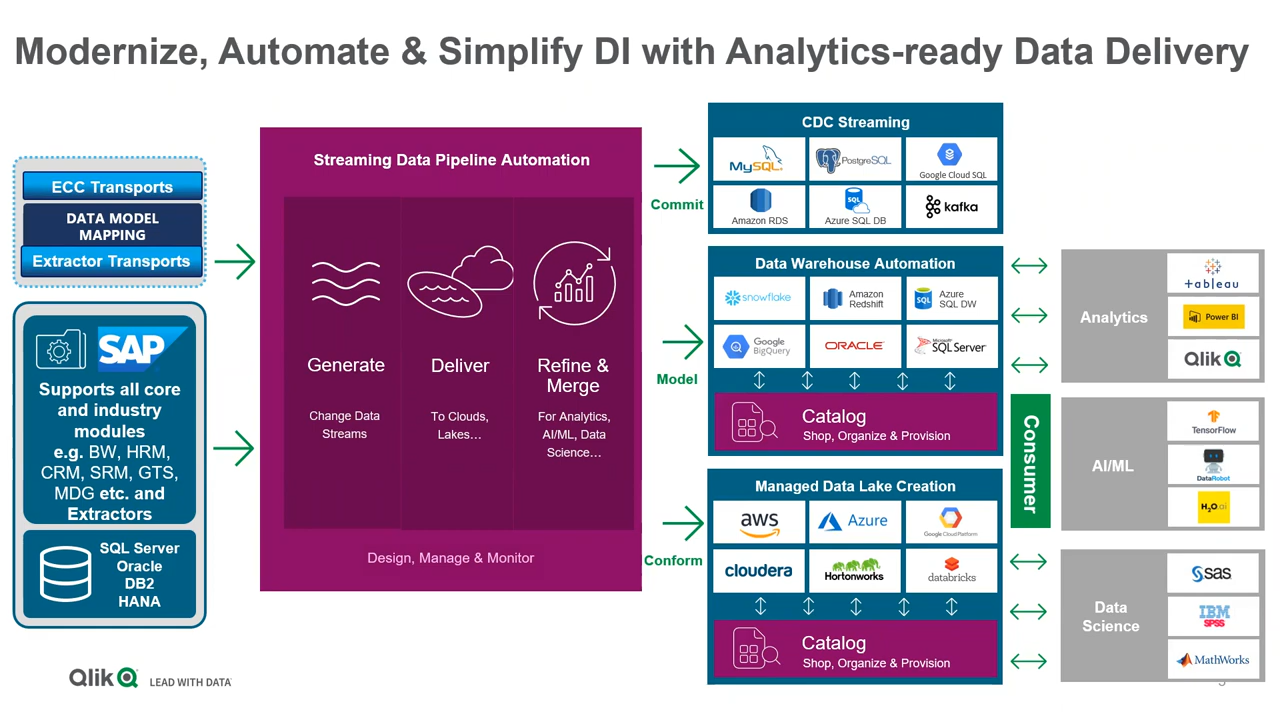 Modernize, Automate & Simplify DI with Analytics-ready Data Delivery
ECC Transports
DATA MODEL
MAPPING
Extractor Transports
SAP
Supports all core
and industry
modules
e.g. BW, HRM,
CRM, SRM, GTS,
MDG etc. and
Extractors
SQL Server
Oracle
DB2
HANA
Streaming Data Pipeline Automation
Generate
Change Data
Streams
Deliver
To Clouds,
Lakes…
Refine &
Merge
For Analytics,
AI/ML, Data
Science…
Design, Manage & Monitor
Commit
Model
Conform
CDC Streaming
MySQL
PostgreSQL
Google Cloud SQL
Amazon RDS
SQL
Azure SQL DB
kafka
Data Warehouse Automation
snowflake
Amazon
Redshift
SQL
Azure
SQL DW
Google
BigQuery
ORACLE
Microsoft
SQL Server
Catalog
Shop, Organize & Provision
Managed Data Lake Creation
aws
Azure
Google Cloud Platform
cloudera
Hortonworks
databricks
Catalog
Shop, Organize & Provision
Consumer
Analytics
+ableau
Power BI
Qlik
AI/ML
TensorFlow
DataRobot
H2O.ai
Data
Science
sas
IBM
SPSS
MathWorks
Qlik
LEAD WITH DATA